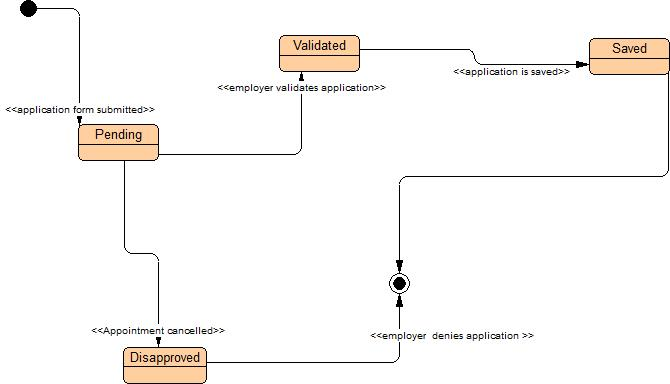 Validated
Saved
<<application is saved>>
<<employer validates application>>
<<application form submitted>>
Pending
<<Appointment cancelled>>
<<employer  denies application >>
Disapproved